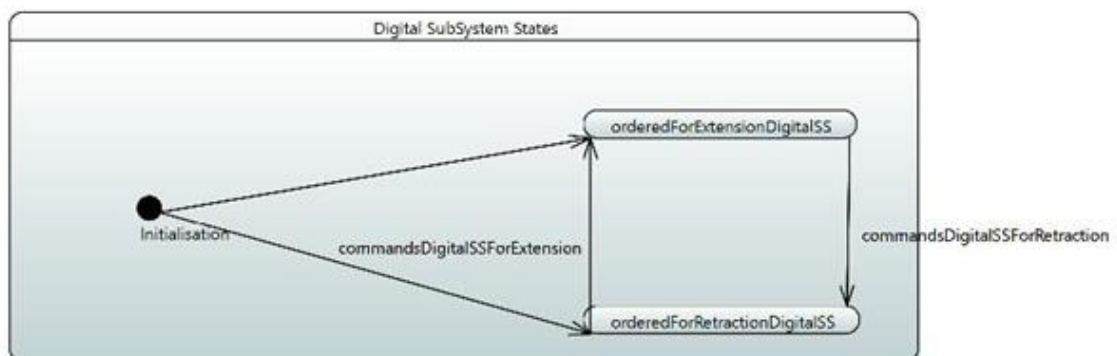 Digital SubSystem States
orderedForExtensionDigitalSS
Initialisation
commandsDigitalSSForExtension
commandsDigitalSSForRetraction
orderedForRetractionDigitalSS